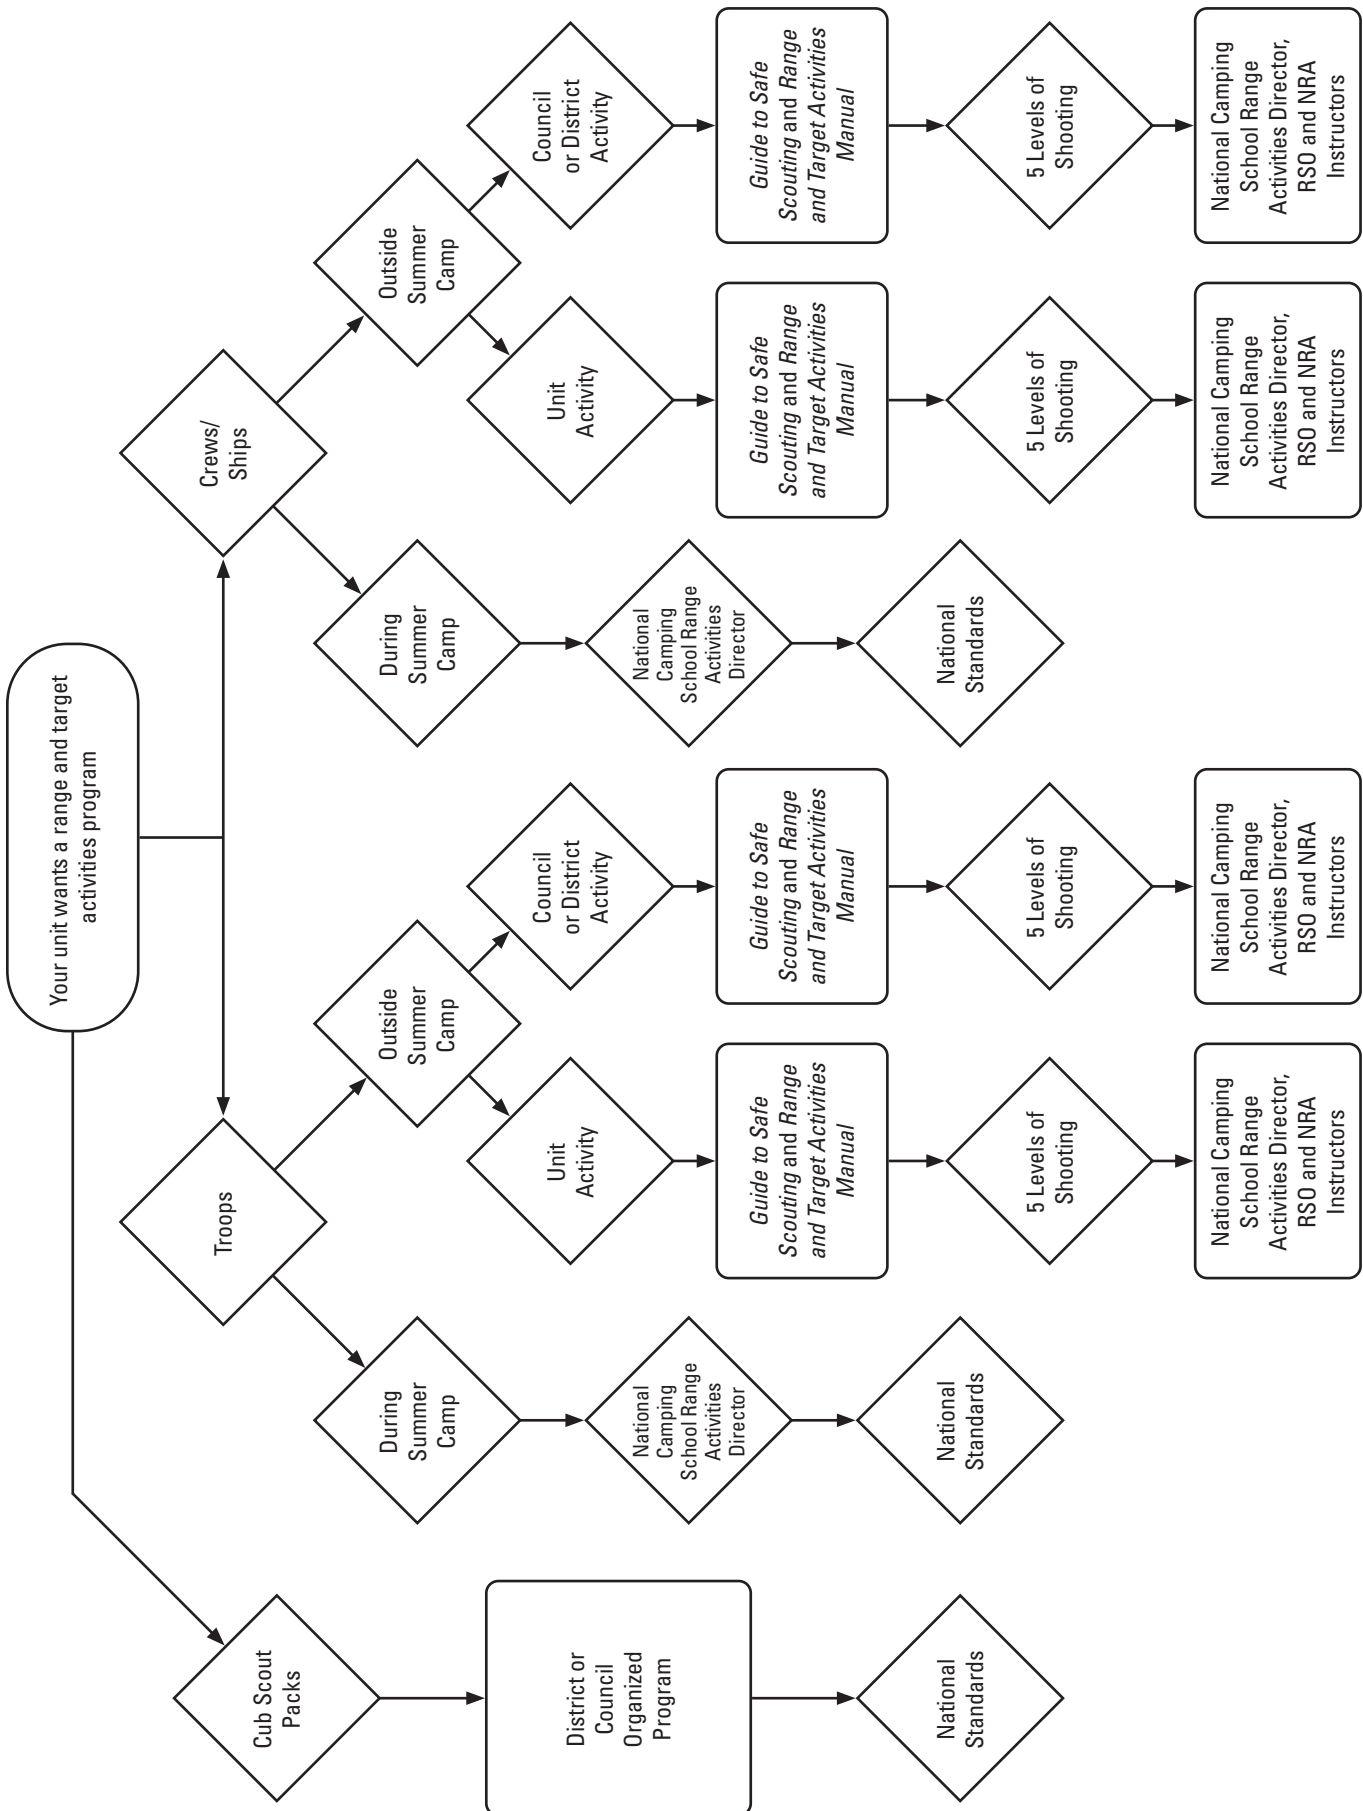 Your unit wants a range and target
activities program
Cub Scout
Packs
District or
Council
Organized
Program
National
Standards
Troops
During
Summer
Camp
National
Camping
School Range
Activities
Director
National
Standards
Outside
Summer
Camp
Unit
Activity
Guide to Safe
Scouting and Range
and Target Activities
Manual
5 Levels of
Shooting
National Camping
School Range
Activities Director,
RSO and NRA
Instructors
Council
or District
Activity
Guide to Safe
Scouting and Range
and Target Activities
Manual
5 Levels of
Shooting
National Camping
School Range
Activities Director,
RSO and NRA
Instructors
Crews/
Ships
During
Summer
Camp
National
Camping
School Range
Activities
Director
National
Standards
Outside
Summer
Camp
Unit
Activity
Guide to Safe
Scouting and Range
and Target Activities
Manual
5 Levels of
Shooting
National Camping
School Range
Activities Director,
RSO and NRA
Instructors
Council
or District
Activity
Guide to Safe
Scouting and Range
and Target Activities
Manual
5 Levels of
Shooting
National Camping
School Range
Activities Director,
RSO and NRA
Instructors